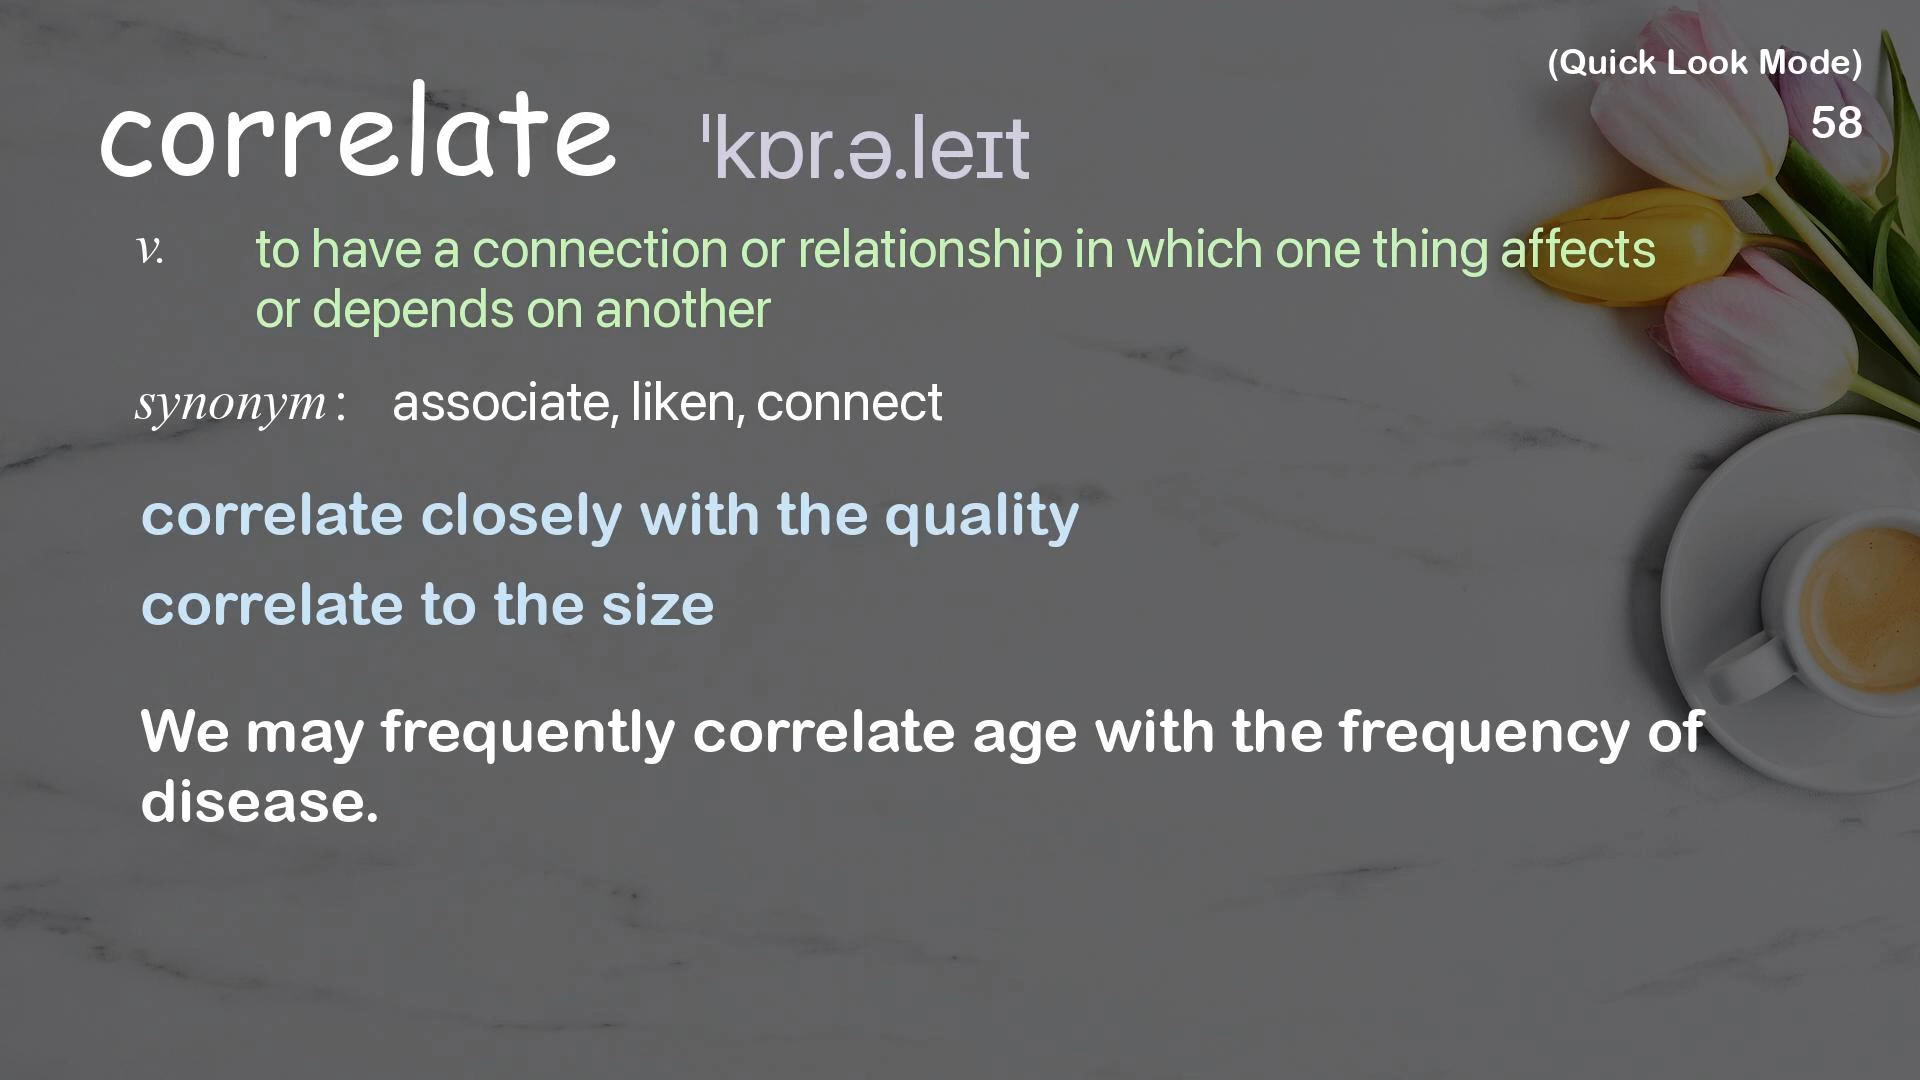 (Quick Look Mode)
58
correlate ˈkɒr.ə.leɪt
v. to have a connection or relationship in which one thing affects
or depends on another
synonym : associate, liken, connect
correlate closely with the quality
correlate to the size
We may frequently correlate age with the frequency of
disease.